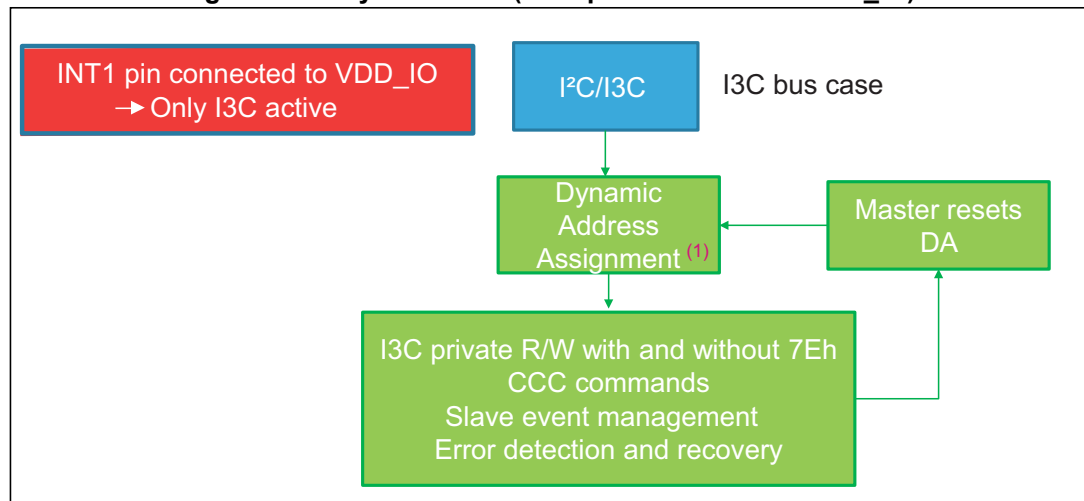 INT1 pin connected to VDD_IO
→ Only I3C active
I²C/I3C
I3C bus case
Dynamic
Address
Assignment (1)
Master resets
DA
I3C private R/W with and without 7Eh
CCC commands
Slave event management
Error detection and recovery